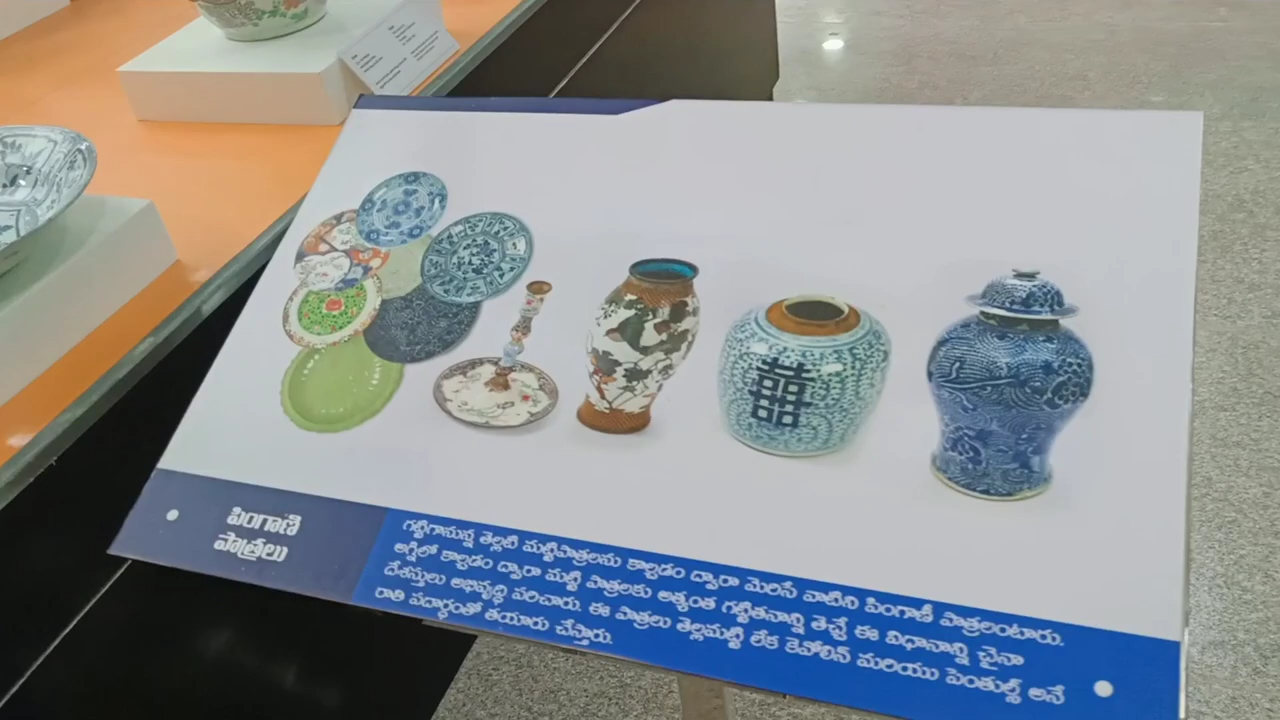 囍
పింగాణి
పాత్రలు
గట్టిగానున్న తెల్లటి మట్టిపాత్రలను కాల్చడం ద్వారా మెరిసే వాటిని పింగాణీ పాత్రలంటారు.
అగ్నిలో కాల్చడం ద్వారా మట్టి పాత్రలకు అత్యంత గట్టితనాన్ని తెచ్చే ఈ విధానాన్ని చైనా
దేశస్తులు అభివృద్ధి పరిచారు. ఈ పాత్రలు తెల్లమట్టి లేక కెవోలిన్ మరియు పెంతుల్స్ అనే
రాతి పదార్థంతో తయారు చేస్తారు.